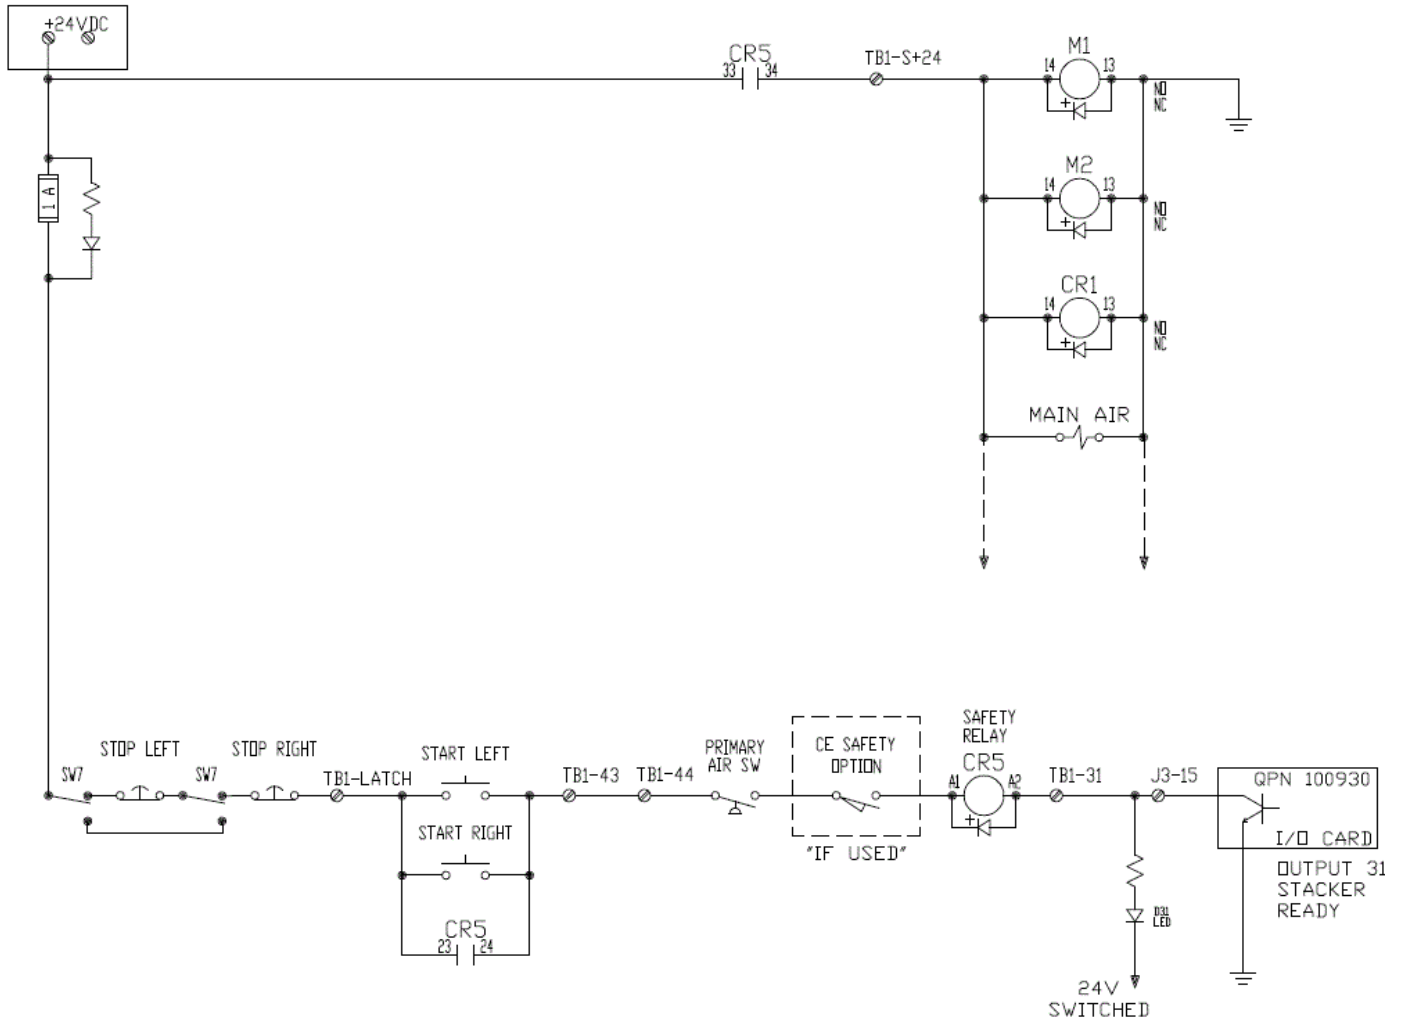 +24VDC
CR5
33 34
TB1-S+24
M1
14 13
NO
NC
1 A
M2
14 13
NO
NC
CR1
14 13
NO
NC
MAIN AIR
STOP LEFT
STOP RIGHT
SW7
SW7
TB1-LATCH
START LEFT
START RIGHT
CR5
23 24
TB1-43
TB1-44
PRIMARY
AIR SW
CE SAFETY
OPTION
"IF USED"
SAFETY
RELAY
CR5
A1 A2
TB1-31
J3-15
QPN 100930
I/O CARD
OUTPUT 31
STACKER
READY
D31
LED
24V
SWITCHED